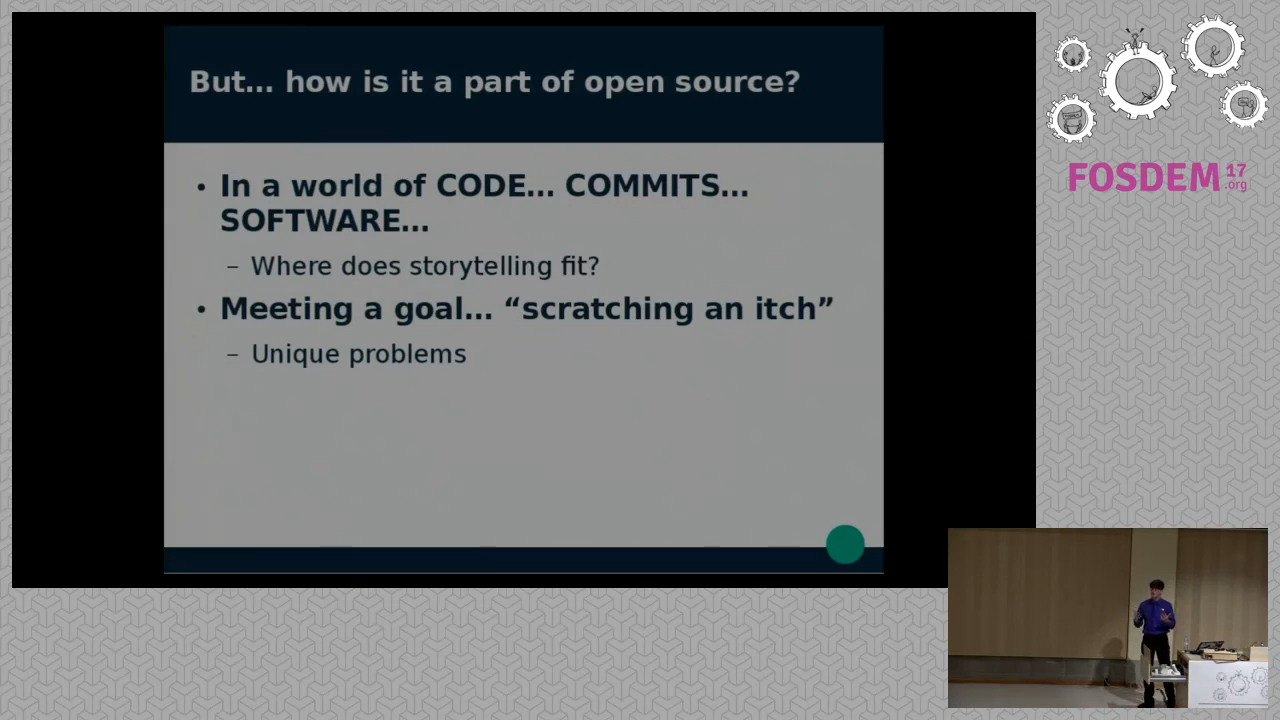 But… how is it a part of open source?
• In a world of CODE… COMMITS…
SOFTWARE…
– Where does storytelling fit?
• Meeting a goal… “scratching an itch”
– Unique problems
FOSDEM 17
.org